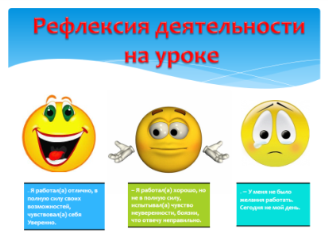 Рефлексия деятельности
на уроке
. Я работал(а) отлично, в
полную силу своих
возможностей,
чувствовал(а) себя
Уверенно.
– Я работал(а) хорошо, но
не в полную силу,
испытывал(а) чувство
неуверенности, боязни,
что отвечу неправильно.
. – У меня не было
желания работать.
Сегодня не мой день.